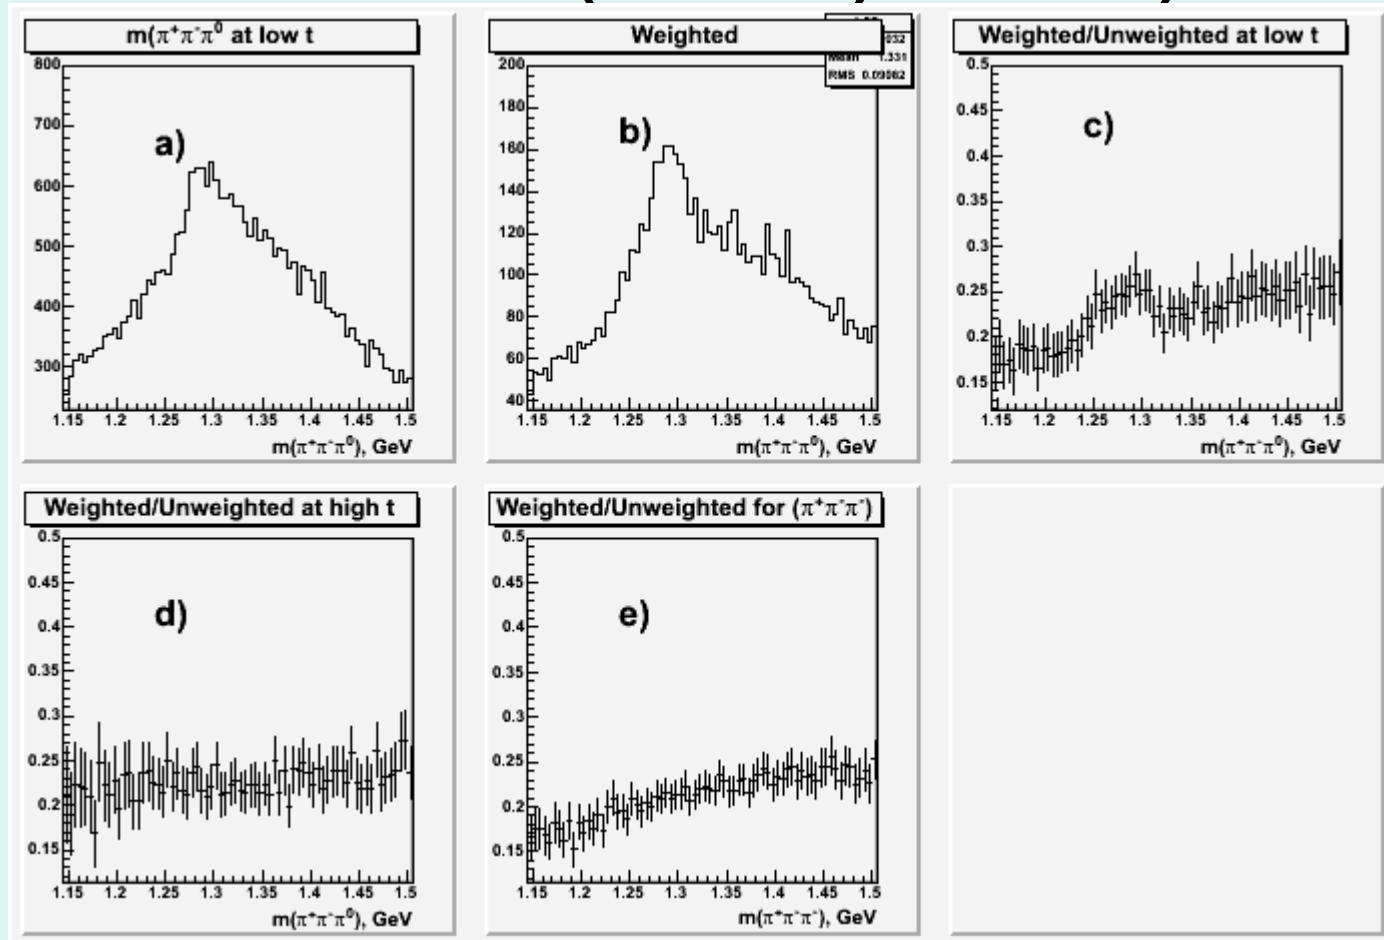 m(π⁺π⁻π⁰ at low t
800
700
600
500
400
300
a)
1.15 1.2 1.25 1.3 1.35 1.4 1.45 1.5
m(π⁺π⁻π⁰), GeV
Weighted
032
Mean 1.331
RMS 0.09082
200
180
160
140
120
100
80
60
40
b)
1.15 1.2 1.25 1.3 1.35 1.4 1.45 1.5
m(π⁺π⁻π⁰), GeV
Weighted/Unweighted at low t
0.5
0.45
0.4
0.35
0.3
0.25
0.2
0.15
c)
1.15 1.2 1.25 1.3 1.35 1.4 1.45 1.5
m(π⁺π⁻π⁰), GeV
Weighted/Unweighted at high t
0.5
0.45
0.4
0.35
0.3
0.25
0.2
0.15
d)
1.15 1.2 1.25 1.3 1.35 1.4 1.45 1.5
m(π⁺π⁻π⁰), GeV
Weighted/Unweighted for (π⁺π⁻π⁻)
0.5
0.45
0.4
0.35
0.3
0.25
0.2
0.15
e)
1.15 1.2 1.25 1.3 1.35 1.4 1.45 1.5
m(π⁺π⁻π⁻), GeV